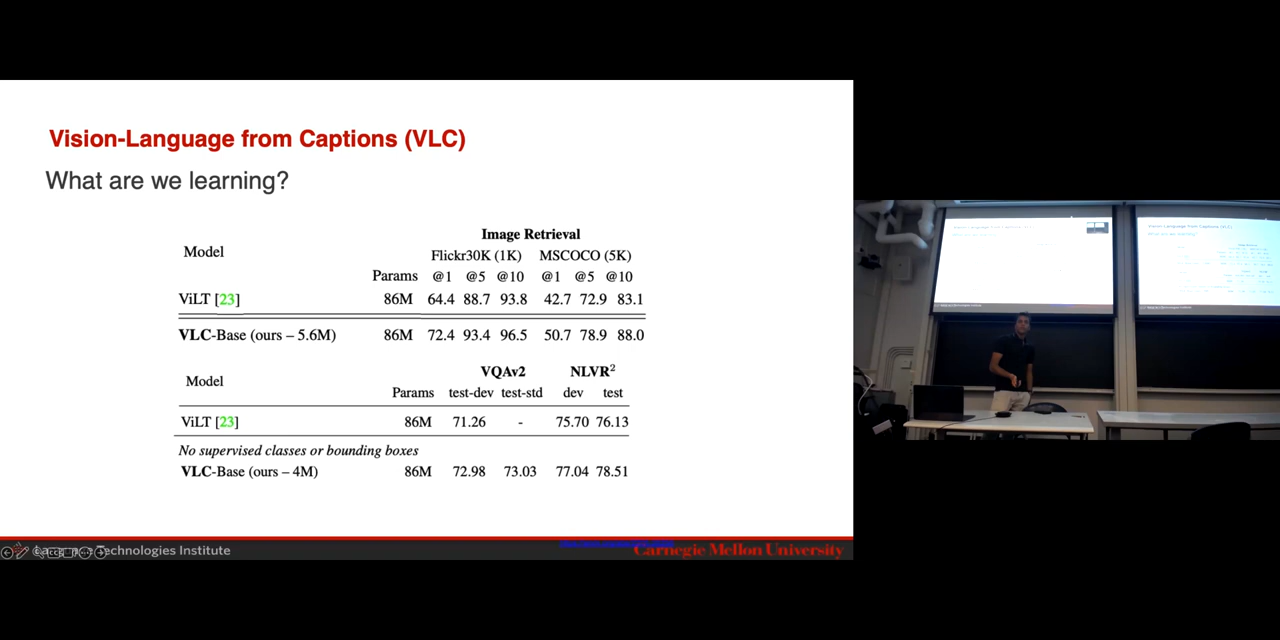 Vision-Language from Captions (VLC)
What are we learning?
Image Retrieval
Model Flickr30K (1K) MSCOCO (5K)
Params @1 @5 @10 @1 @5 @10
ViLT [23] 86M 64.4 88.7 93.8 42.7 72.9 83.1
VLC-Base (ours – 5.6M) 86M 72.4 93.4 96.5 50.7 78.9 88.0
Model VQAv2 NLVR²
Params test-dev test-std dev test
ViLT [23] 86M 71.26 - 75.70 76.13
No supervised classes or bounding boxes
VLC-Base (ours – 4M) 86M 72.98 73.03 77.04 78.51
Technologies Institute
Carnegie Mellon University